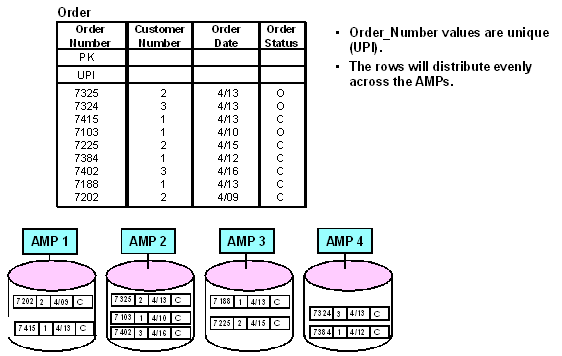 Order
Order Number Customer Number Order Date Order Status
PK
UPI
7325 2 4/13 O
7324 3 4/13 O
7415 1 4/13 C
7103 1 4/10 O
7225 2 4/15 C
7384 1 4/12 C
7402 3 4/16 C
7188 1 4/13 C
7202 2 4/09 C
• Order_Number values are unique
(UPI).
• The rows will distribute evenly
across the AMPs.
AMP 1
7202 2 4/09 C
7415 1 4/13 C
AMP 2
7325 2 4/13 C
7103 1 4/10 C
7402 3 4/16 C
AMP 3
7188 1 4/13 C
7225 2 4/15 C
AMP 4
7324 3 4/13 C
7384 1 4/12 C